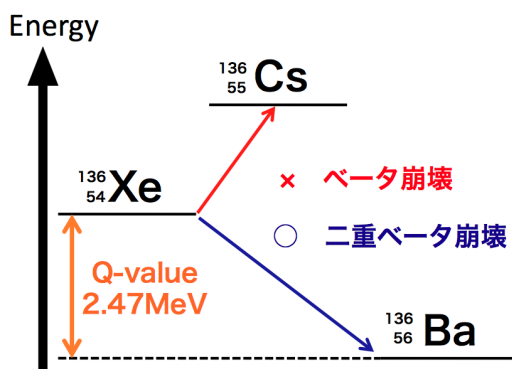 Energy
136
55 Cs
136
54 Xe
× ベータ崩壊
○ 二重ベータ崩壊
Q-value
2.47MeV
136
56 Ba